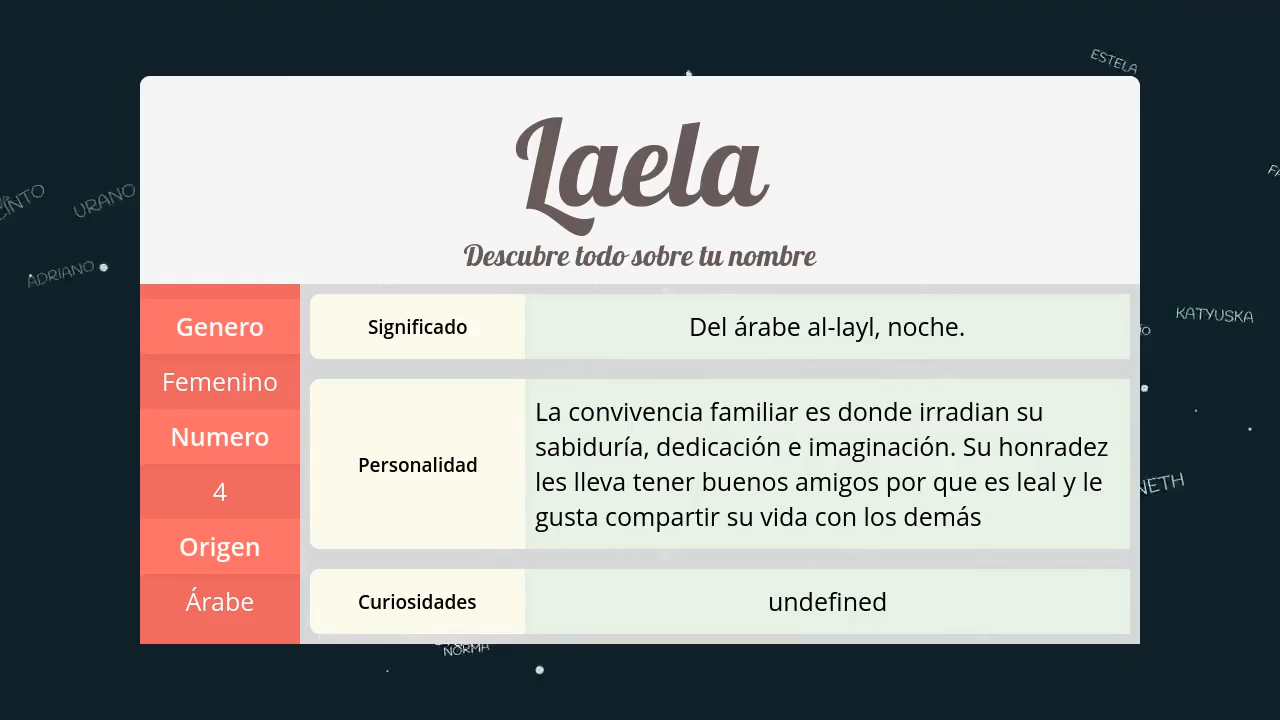 ESTELA
URANO
ADRIANO
KATYUSKA
Laela
Descubre todo sobre tu nombre
Genero
Femenino
Numero
4
Origen
Árabe
Significado
Del árabe al-layl, noche.
Personalidad
La convivencia familiar es donde irradian su
sabiduría, dedicación e imaginación. Su honradez
les lleva tener buenos amigos por que es leal y le
gusta compartir su vida con los demás
Curiosidades
undefined
NORMA